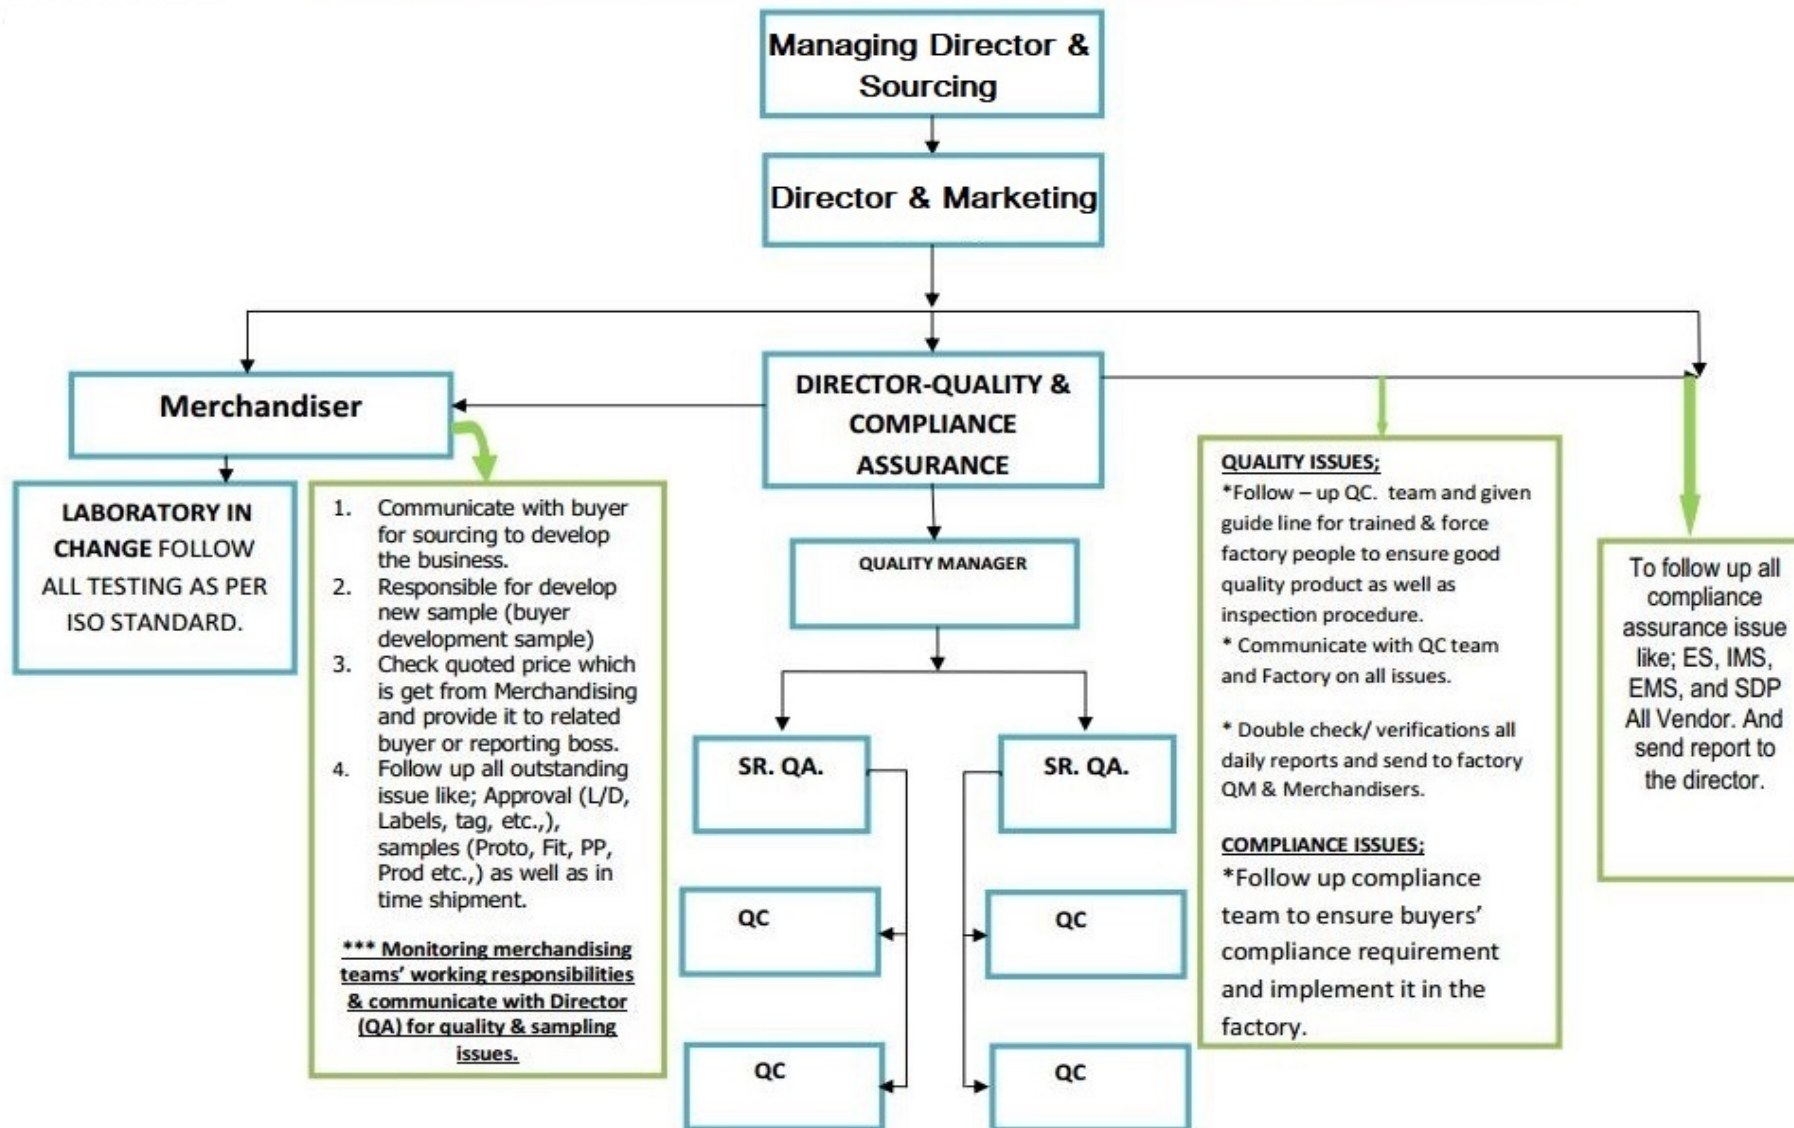 Managing Director &
Sourcing
Director & Marketing
Merchandiser
DIRECTOR-QUALITY &
COMPLIANCE
ASSURANCE
LABORATORY IN
CHANGE FOLLOW
ALL TESTING AS PER
ISO STANDARD.
1. Communicate with buyer
for sourcing to develop
the business.
2. Responsible for develop
new sample (buyer
development sample)
3. Check quoted price which
is get from Merchandising
and provide it to related
buyer or reporting boss.
4. Follow up all outstanding
issue like; Approval (L/D,
Labels, tag, etc.,),
samples (Proto, Fit, PP,
Prod etc.,) as well as in
time shipment.
*** Monitoring merchandising
teams’ working responsibilities
& communicate with Director
(QA) for quality & sampling
issues.
QUALITY MANAGER
SR. QA.
SR. QA.
QC
QC
QC
QC
QUALITY ISSUES;
*Follow – up QC. team and given
guide line for trained & force
factory people to ensure good
quality product as well as
inspection procedure.
* Communicate with QC team
and Factory on all issues.
* Double check/ verifications all
daily reports and send to factory
QM & Merchandisers.
COMPLIANCE ISSUES;
*Follow up compliance
team to ensure buyers’
compliance requirement
and implement it in the
factory.
To follow up all
compliance
assurance issue
like; ES, IMS,
EMS, and SDP
All Vendor. And
send report to
the director.